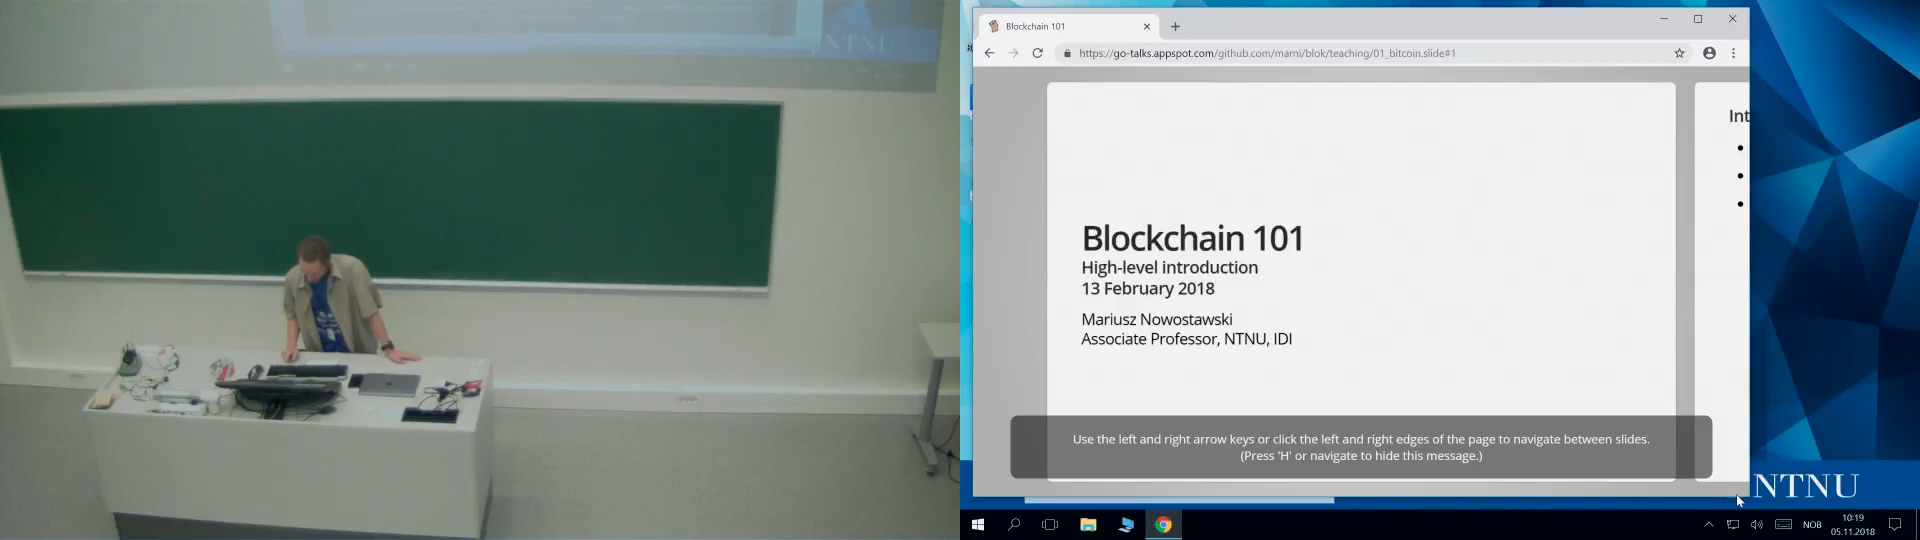 NTNU
Blockchain 101
https://go-talks.appspot.com/github.com/marni/blok/teaching/01_bitcoin.slide#1
Int
Blockchain 101
High-level introduction
13 February 2018
Mariusz Nowostawski
Associate Professor, NTNU, IDI
Use the left and right arrow keys or click the left and right edges of the page to navigate between slides.
(Press 'H' or navigate to hide this message.)
NTNU
NOB
10:19
05.11.2018